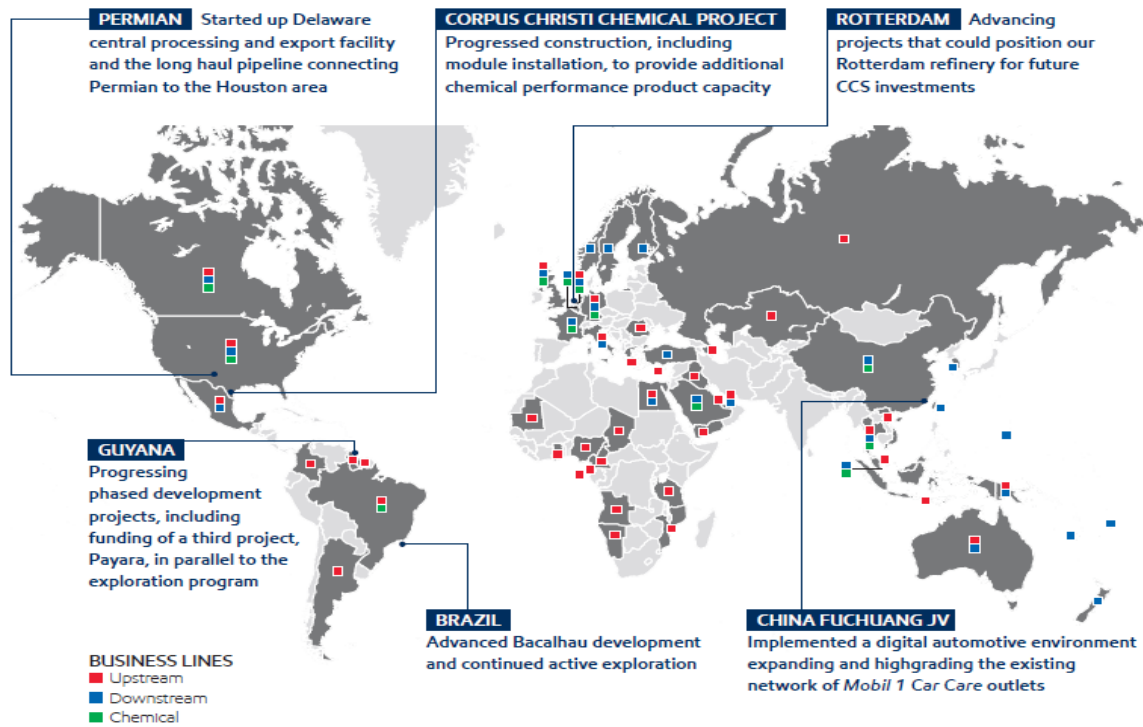 PERMIAN Started up Delaware
central processing and export facility
and the long haul pipeline connecting
Permian to the Houston area
CORPUS CHRISTI CHEMICAL PROJECT
Progressed construction, including
module installation, to provide additional
chemical performance product capacity
ROTTERDAM Advancing
projects that could position our
Rotterdam refinery for future
CCS investments
GUYANA
Progressing
phased development
projects, including
funding of a third project,
Payara, in parallel to the
exploration program
BRAZIL
Advanced Bacalhau development
and continued active exploration
CHINA FUCHUANG JV
Implemented a digital automotive environment
expanding and highgrading the existing
network of Mobil 1 Car Care outlets
BUSINESS LINES
Upstream
Downstream
Chemical